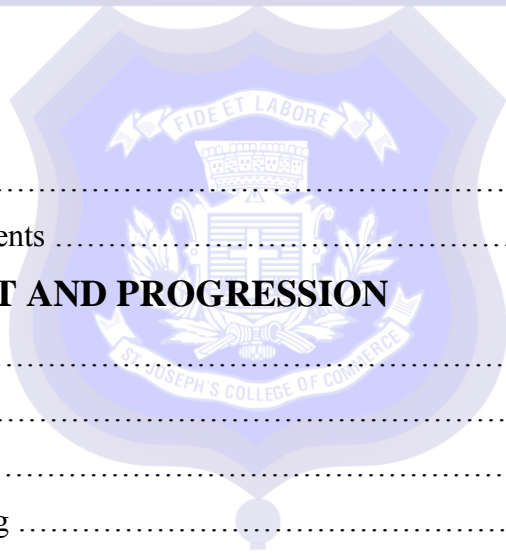 FIDE ET LABORE
................................................................
ents ................................................................
T AND PROGRESSION
ST JOSEPH'S COLLEGE OF COMMERCE
................................................................
................................................................
................................................................
g ................................................................